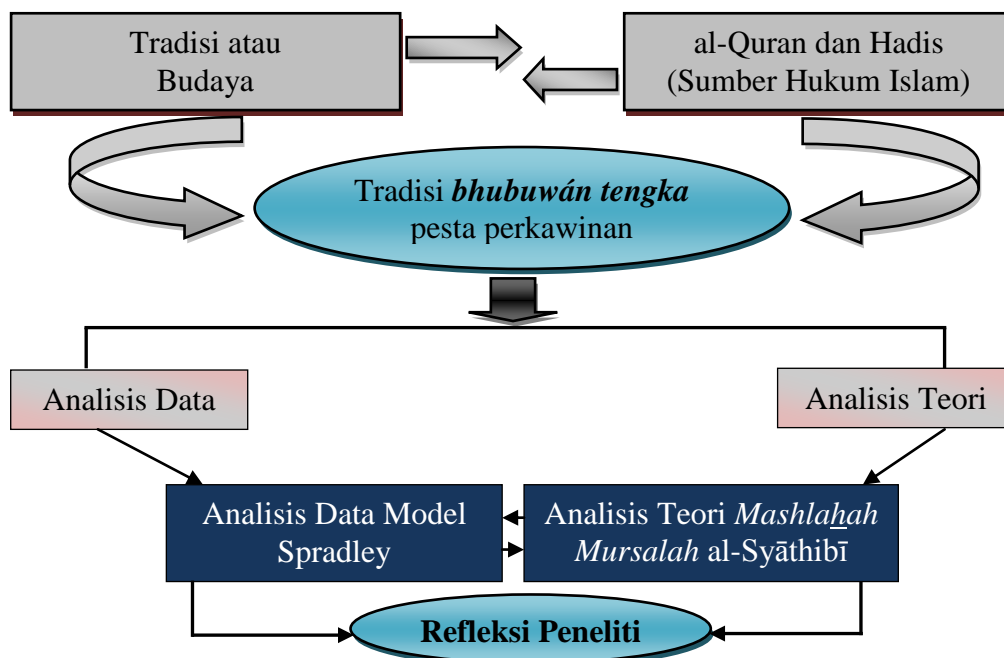 Tradisi atau
Budaya
al-Quran dan Hadis
(Sumber Hukum Islam)
Tradisi bhubuwán tengka
pesta perkawinan
Analisis Data
Analisis Teori
Analisis Data Model
Spradley
Analisis Teori Mashlahah
Mursalah al-Syāthibī
Refleksi Peneliti